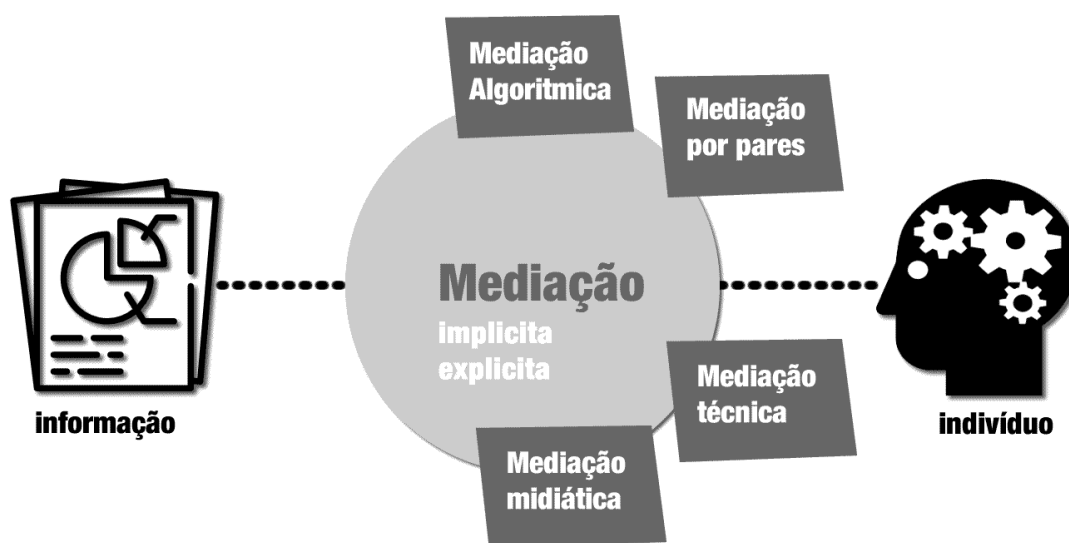 Mediação
Algoritmica
Mediação
por pares
informação
Mediação
implicita
explicita
Mediação
técnica
Mediação
midiática
indivíduo